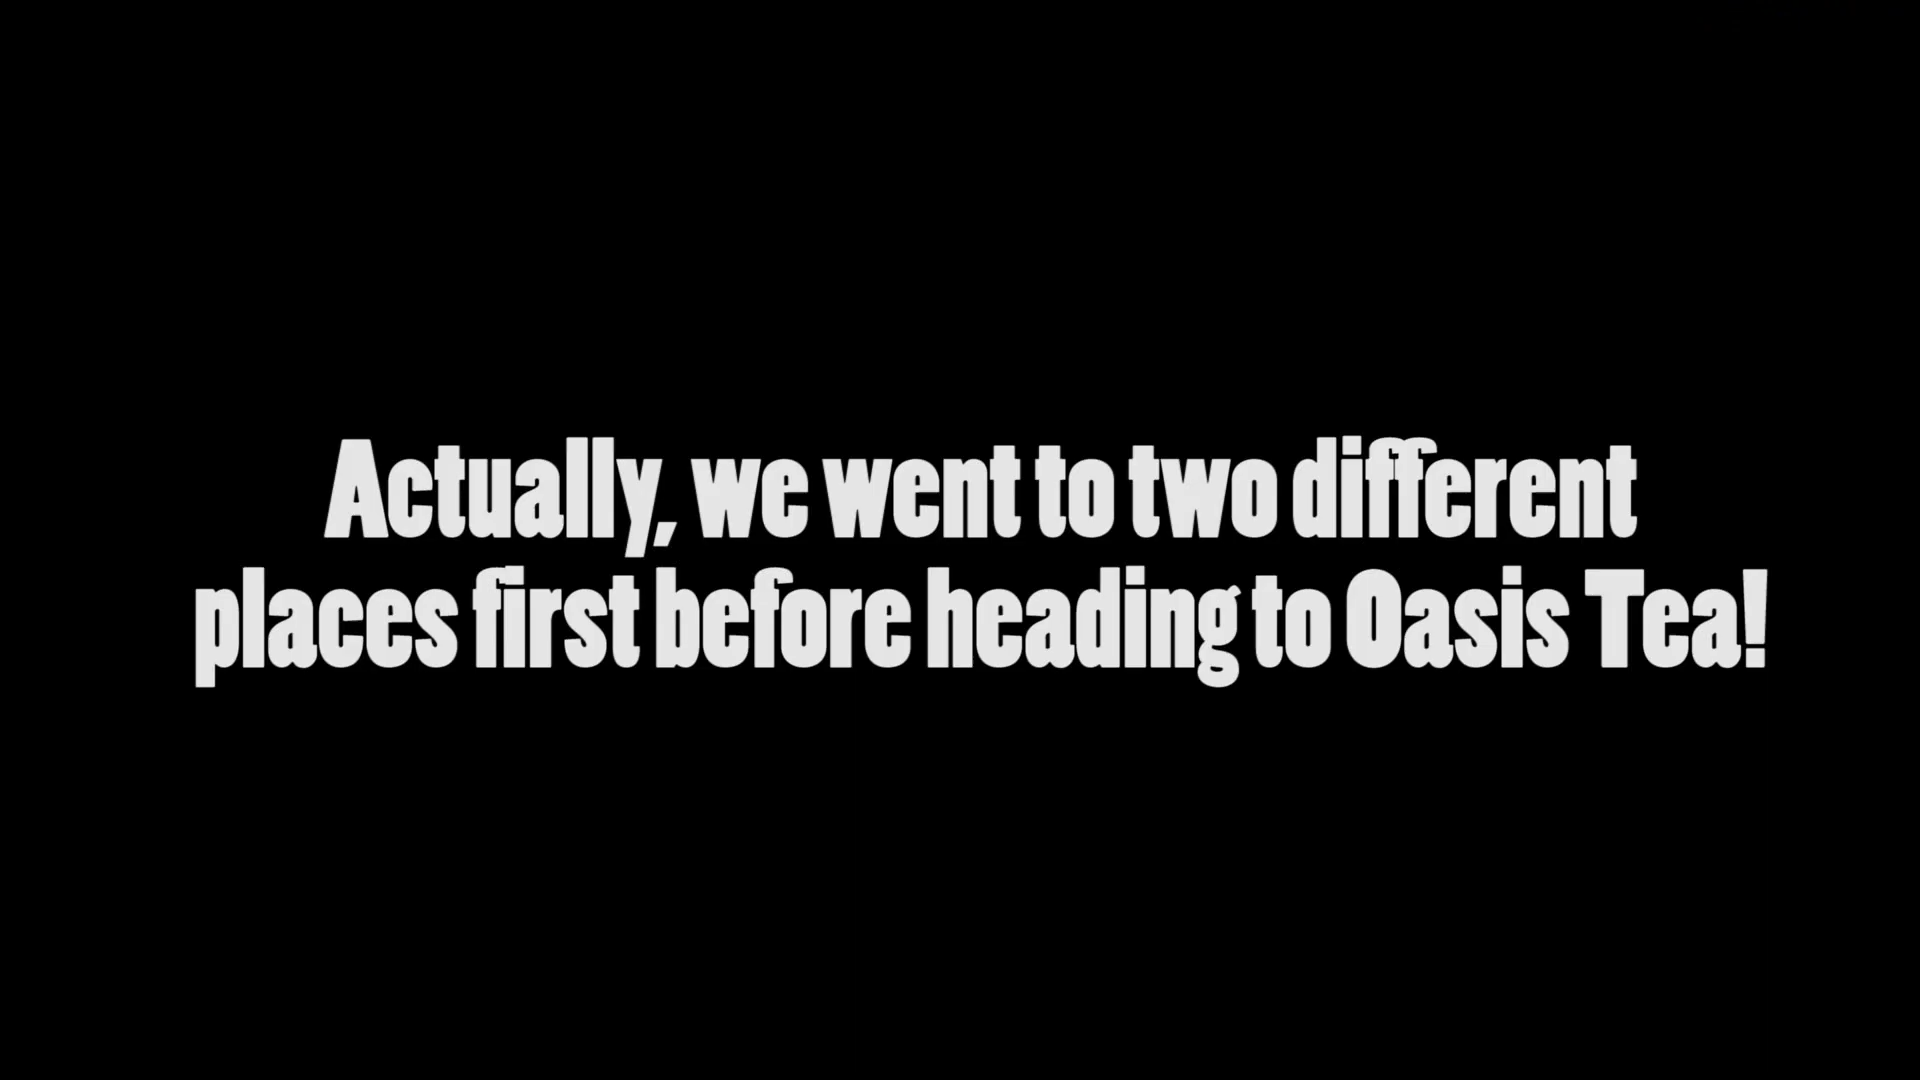 Actually, we went to two different
places first before heading to Oasis Tea!